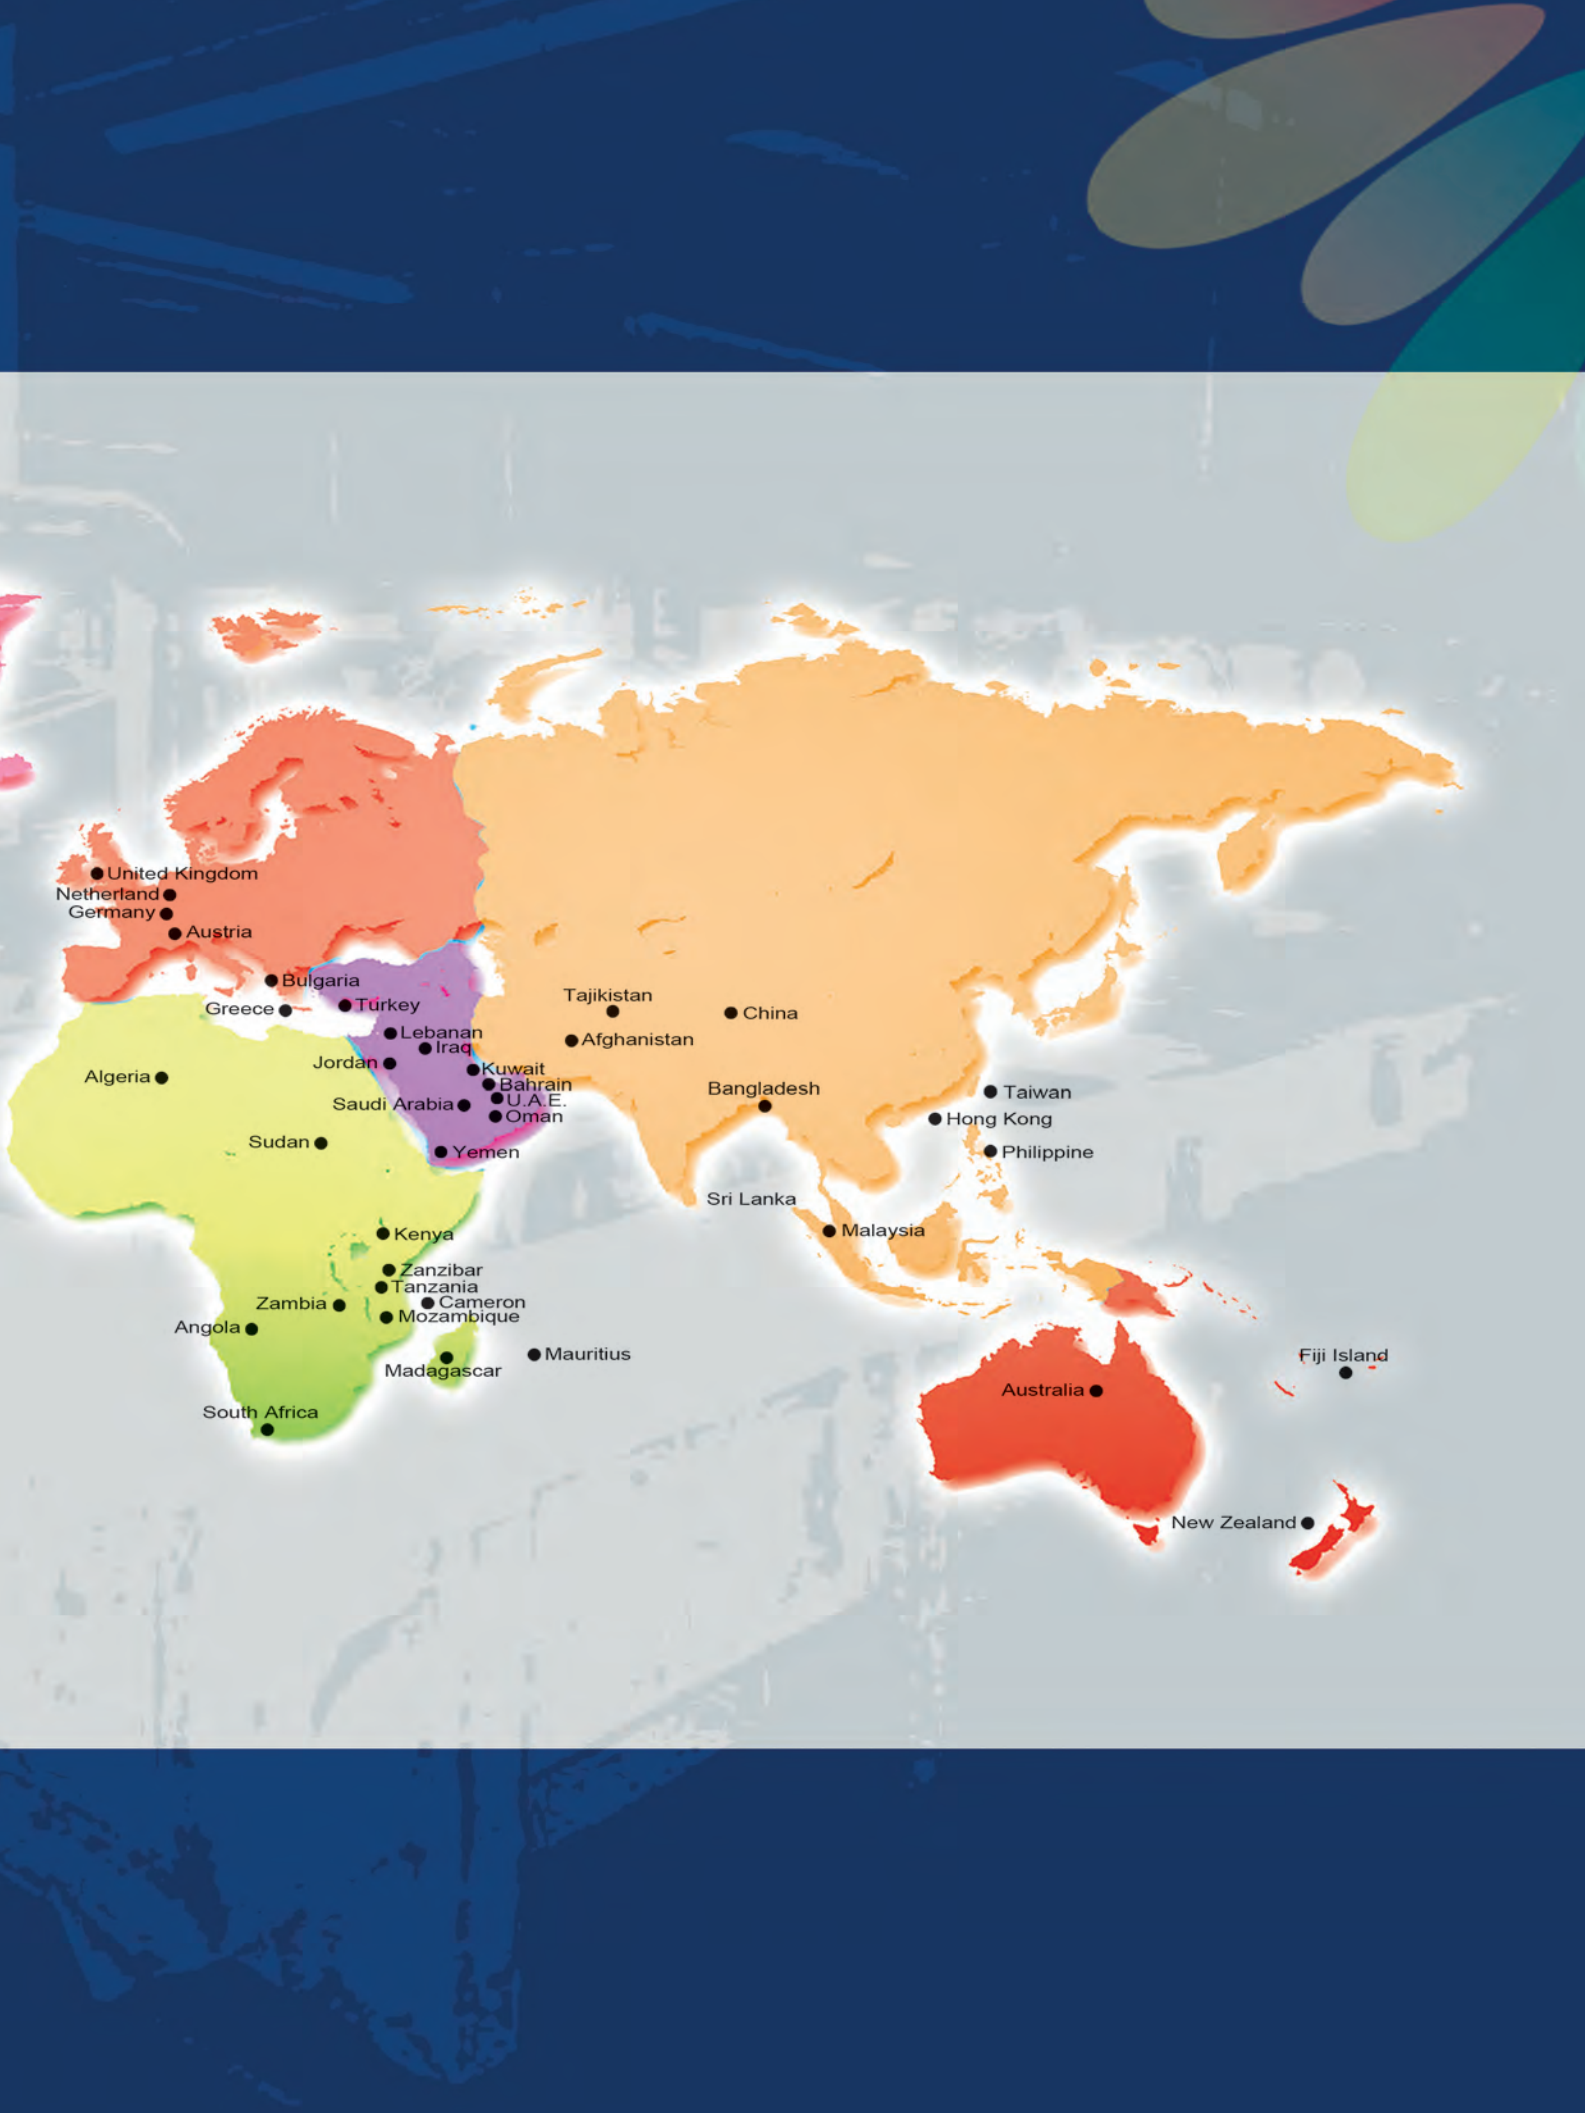 United Kingdom
Netherland
Germany
Austria
Bulgaria
Greece
Turkey
Lebanan
Iraq
Jordan
Kuwait
Bahrain
U.A.E.
Saudi Arabia
Oman
Yemen
Algeria
Sudan
Kenya
Zanzibar
Tanzania
Cameron
Zambia
Mozambique
Angola
Madagascar
Mauritius
South Africa
Tajikistan
China
Afghanistan
Bangladesh
Taiwan
Hong Kong
Philippine
Sri Lanka
Malaysia
Fiji Island
Australia
New Zealand